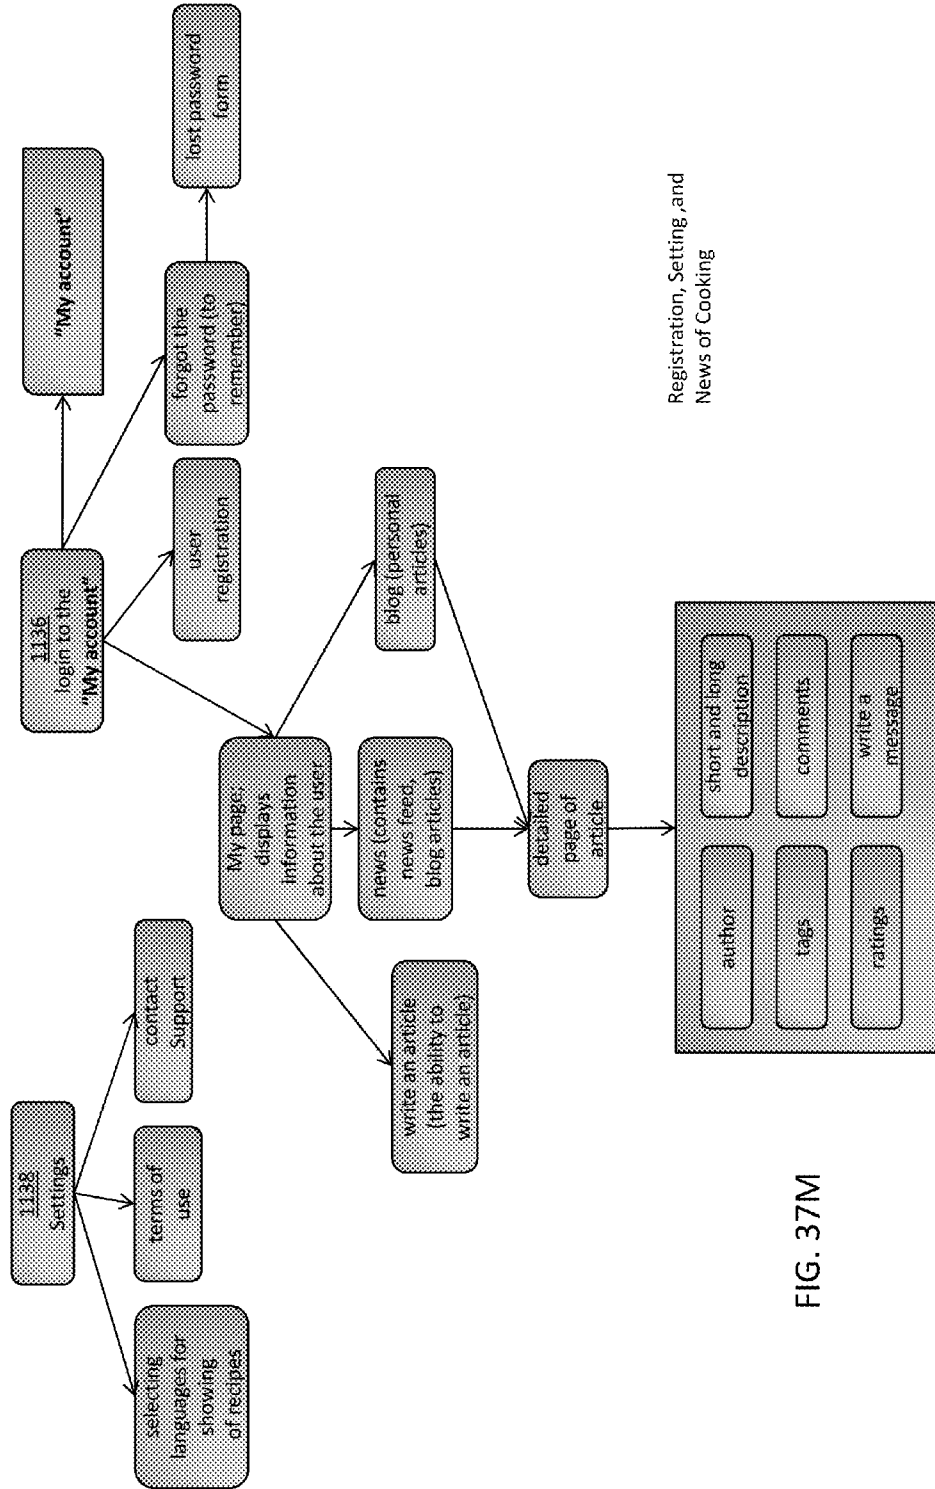 1138
Settings
selecting
languages for
showing
of recipes
terms of
use
contact
Support
1136
login to the
"My account"
"My account"
user
registration
forgot the
password (to
remember)
lost password
form
My page,
displays
information
about the user
write an article
(the ability to
write an article)
news (contains
news feed,
blog articles)
blog (personal
articles)
detailed
page of
article
author
short and long
description
tags
comments
ratings
write a
message
Registration, Setting ,and
News of Cooking
FIG. 37M